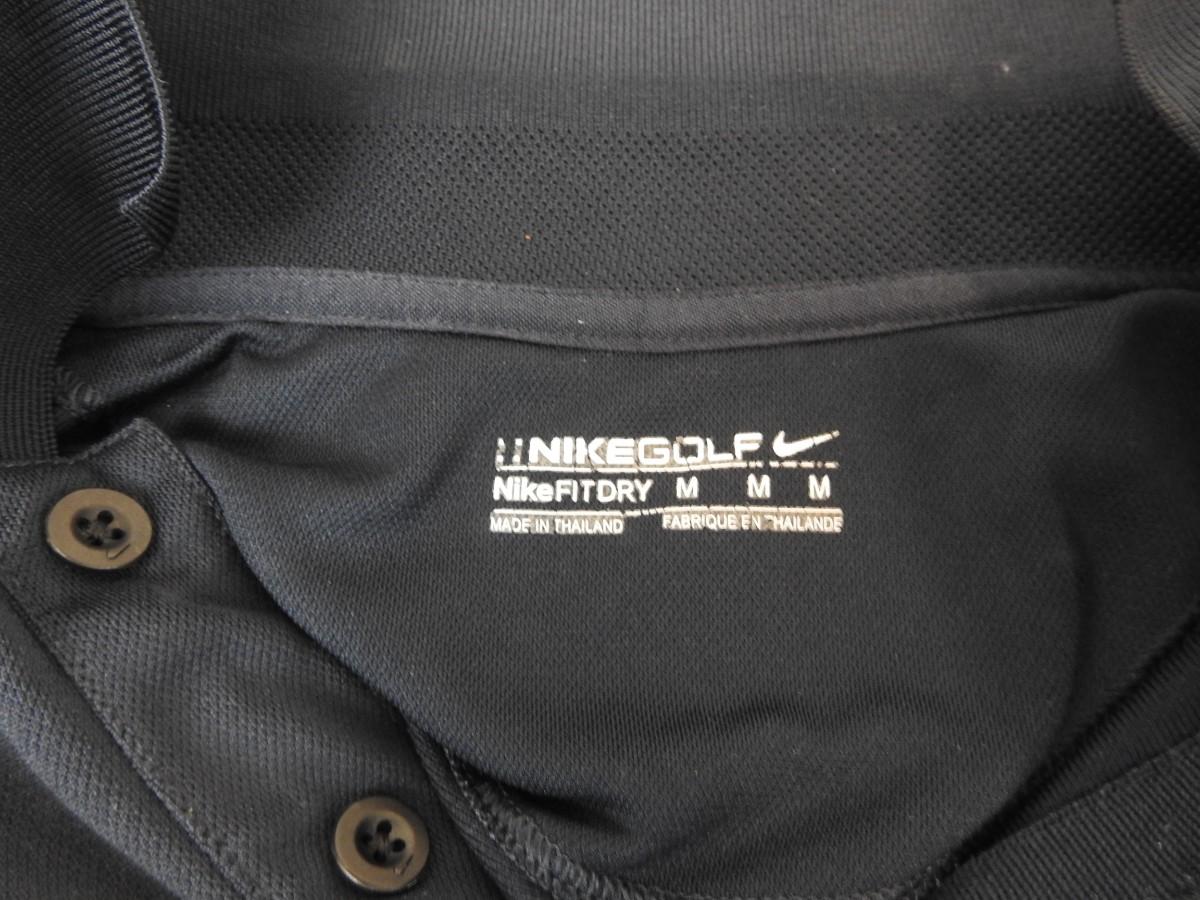 NIKEGOLF
NikeFITDRY M M M
MADE IN THAILAND FABRIQUE EN THAILANDE